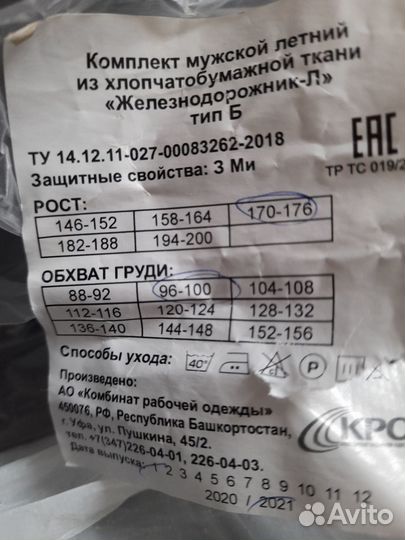 Комплект мужской летний
из хлопчатобумажной ткани
«Железнодорожник-Л»
тип Б
EAC
ТУ 14.12.11-027-00083262-2018
Защитные свойства: З Ми
ТР ТС 019/2
РОСТ:
146-152 158-164 170-176
182-188 194-200
ОБХВАТ ГРУДИ:
88-92 96-100 104-108
112-116 120-124 128-132
136-140 144-148 152-156
Способы ухода: 40° P
Произведено:
АО «Комбинат рабочей одежды»
450076, РФ, Республика Башкортостан,
г. Уфа, ул. Пушкина, 45/2.
тел. +7(347)226-04-01, 226-04-03.
КРО
Дата выпуска: 1 2 3 4 5 6 7 8 9 10 11 12
2020 / 2021
Avito